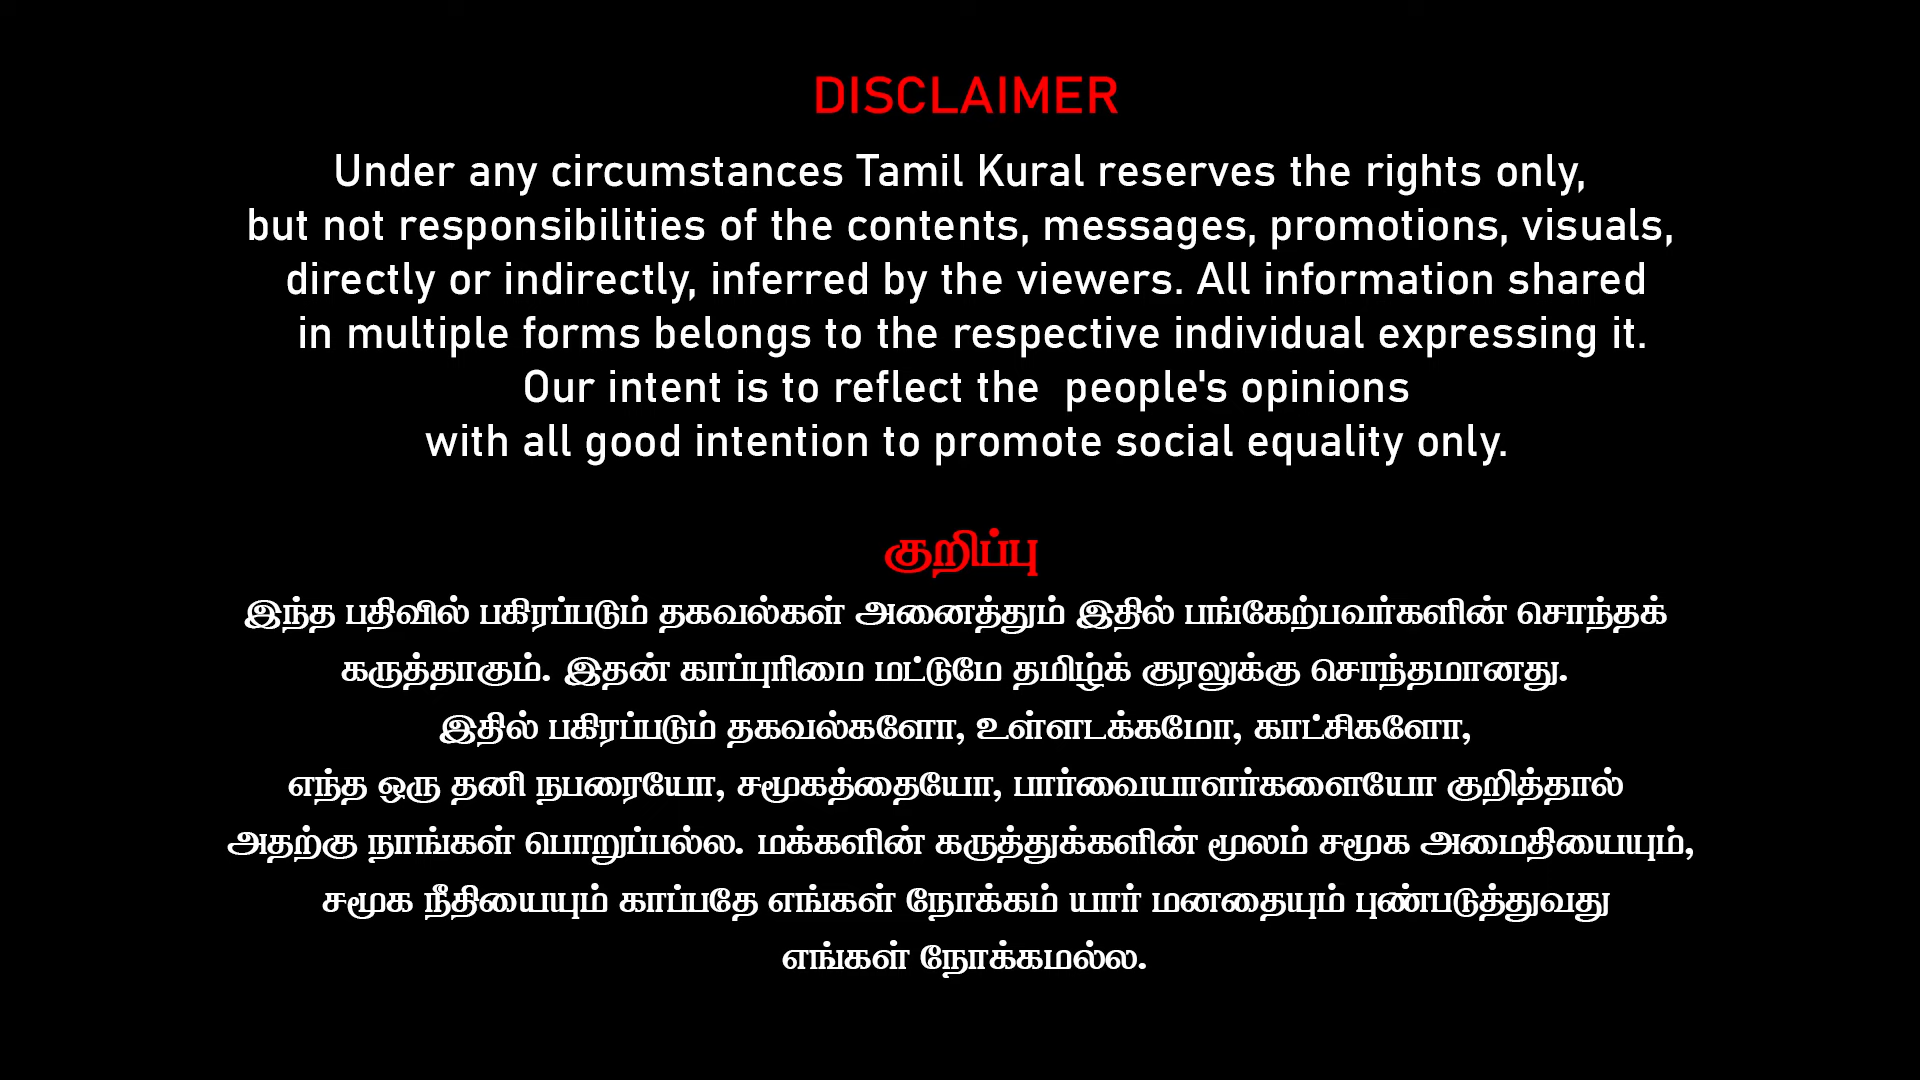 DISCLAIMER
Under any circumstances Tamil Kural reserves the rights only,
but not responsibilities of the contents, messages, promotions, visuals,
directly or indirectly, inferred by the viewers. All information shared
in multiple forms belongs to the respective individual expressing it.
Our intent is to reflect the  people's opinions
with all good intention to promote social equality only.
குறிப்பு
இந்த பதிவில் பகிரப்படும் தகவல்கள் அனைத்தும் இதில் பங்கேற்பவர்களின் சொந்தக்
கருத்தாகும். இதன் காப்புரிமை மட்டுமே தமிழ்க் குரலுக்கு சொந்தமானது.
இதில் பகிரப்படும் தகவல்களோ, உள்ளடக்கமோ, காட்சிகளோ,
எந்த ஒரு தனி நபரையோ, சமூகத்தையோ, பார்வையாளர்களையோ குறித்தால்
அதற்கு நாங்கள் பொறுப்பல்ல. மக்களின் கருத்துக்களின் மூலம் சமூக அமைதியையும்,
சமூக நீதியையும் காப்பதே எங்கள் நோக்கம் யார் மனதையும் புண்படுத்துவது
எங்கள் நோக்கமல்ல.